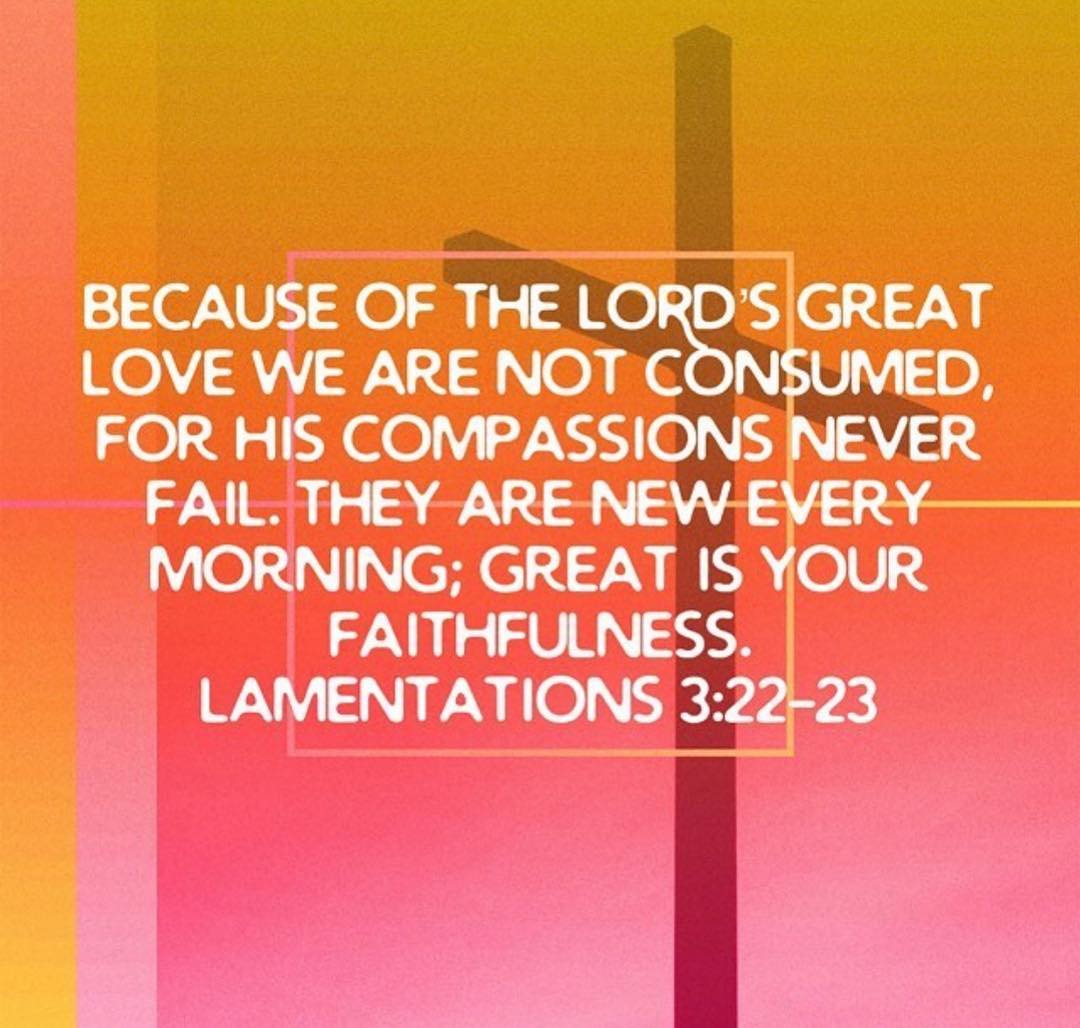 BECAUSE OF THE LORD'S GREAT
LOVE WE ARE NOT CONSUMED,
FOR HIS COMPASSIONS NEVER
FAIL. THEY ARE NEW EVERY
MORNING; GREAT IS YOUR
FAITHFULNESS.
LAMENTATIONS 3:22-23